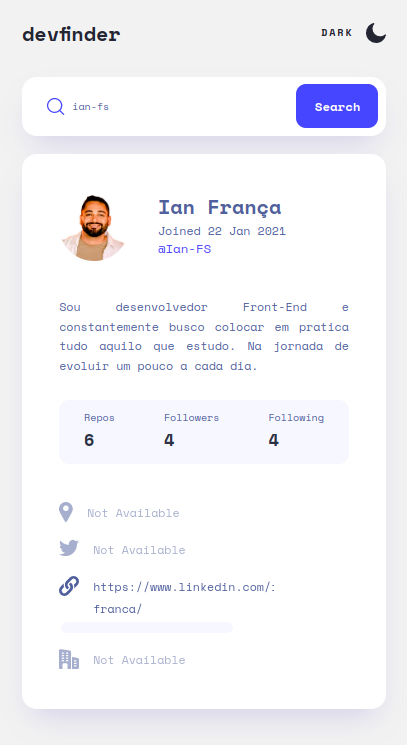 devfinder
DARK
ian-fs
Search
Ian França
Joined 22 Jan 2021
@Ian-FS
Sou desenvolvedor Front-End e
constantemente busco colocar em pratica
tudo aquilo que estudo. Na jornada de
evoluir um pouco a cada dia.
Repos Followers Following
6 4 4
Not Available
Not Available
https://www.linkedin.com/:
franca/
Not Available